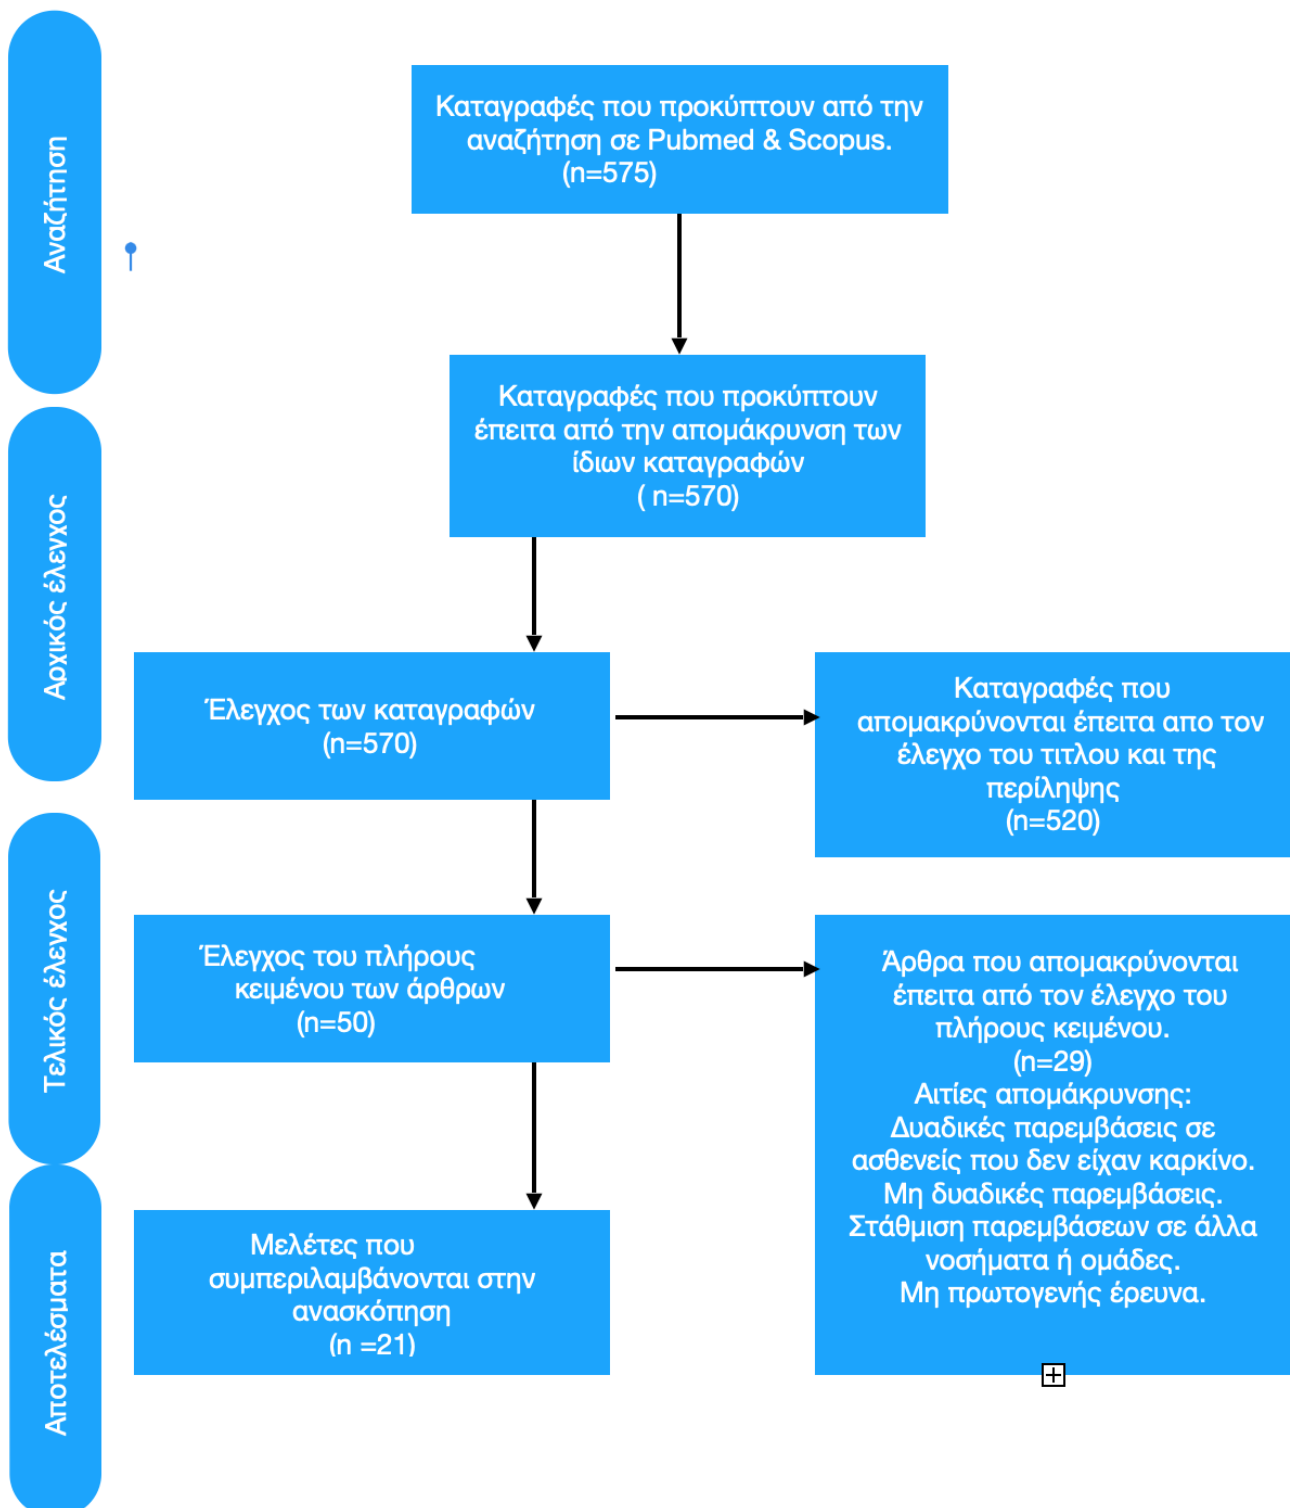 Αναζήτηση
Καταγραφές που προκύπτουν από την
αναζήτηση σε Pubmed & Scopus.
(n=575)
Αρχικός έλενχος
Καταγραφές που προκύπτουν
έπειτα από την απομάκρυνση των
ίδιων καταγραφών
( n=570)
Έλεγχος των καταγραφών
(n=570)
Καταγραφές που
απομακρύνονται έπειτα απο τον
έλεγχο του τιτλου και της
περίληψης
(n=520)
Τελικός έλενχος
Έλεγχος του πλήρους
κειμένου των άρθρων
(n=50)
Άρθρα που απομακρύνονται
έπειτα από τον έλεγχο του
πλήρους κειμένου.
(n=29)
Αιτίες απομάκρυνσης:
Δυαδικές παρεμβάσεις σε
ασθενείς που δεν είχαν καρκίνο.
Μη δυαδικές παρεμβάσεις.
Στάθμιση παρεμβάσεων σε άλλα
νοσήματα ή ομάδες.
Μη πρωτογενής έρευνα.
Αποτελέσματα
Μελέτες που
συμπεριλαμβάνονται στην
ανασκόπηση
(n =21)